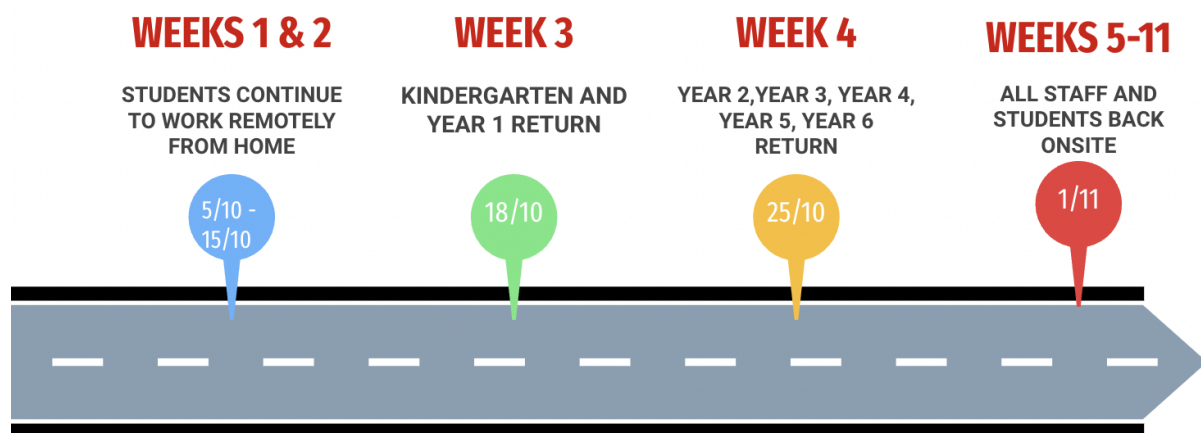 WEEKS 1 & 2
STUDENTS CONTINUE
TO WORK REMOTELY
FROM HOME
5/10 -
15/10
WEEK 3
KINDERGARTEN AND
YEAR 1 RETURN
18/10
WEEK 4
YEAR 2,YEAR 3, YEAR 4,
YEAR 5, YEAR 6
RETURN
25/10
WEEKS 5-11
ALL STAFF AND
STUDENTS BACK
ONSITE
1/11